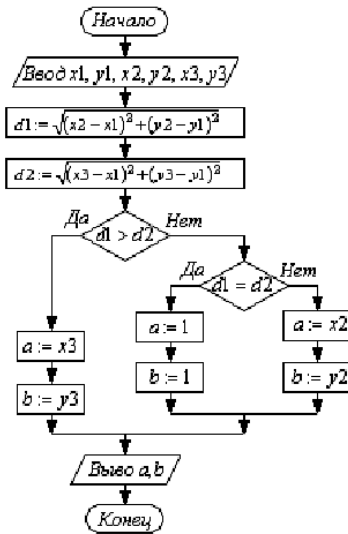 Начало
Ввод x1, y1, x2, y2, x3, y3
d1:= √(x2−x1)²+(y2−y1)²
d2:= √(x3−x1)²+(y3−y1)²
Да
d1 > d2
Нет
Да
d1 = d2
Нет
a := x3
a := 1
a := x2
b := y3
b := 1
b := y2
Выво a,b
Конец